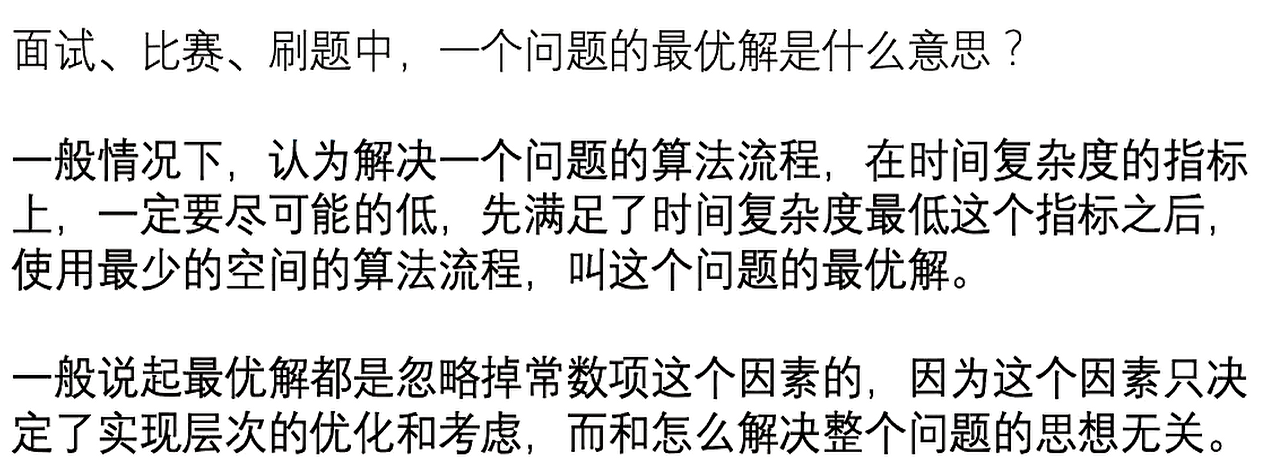 面试、比赛、刷题中，一个问题的最优解是什么意思？
一般情况下，认为解决一个问题的算法流程，在时间复杂度的指标
上，一定要尽可能的低，先满足了时间复杂度最低这个指标之后，
使用最少的空间的算法流程，叫这个问题的最优解。
一般说起最优解都是忽略掉常数项这个因素的，因为这个因素只决
定了实现层次的优化和考虑，而和怎么解决整个问题的思想无关。